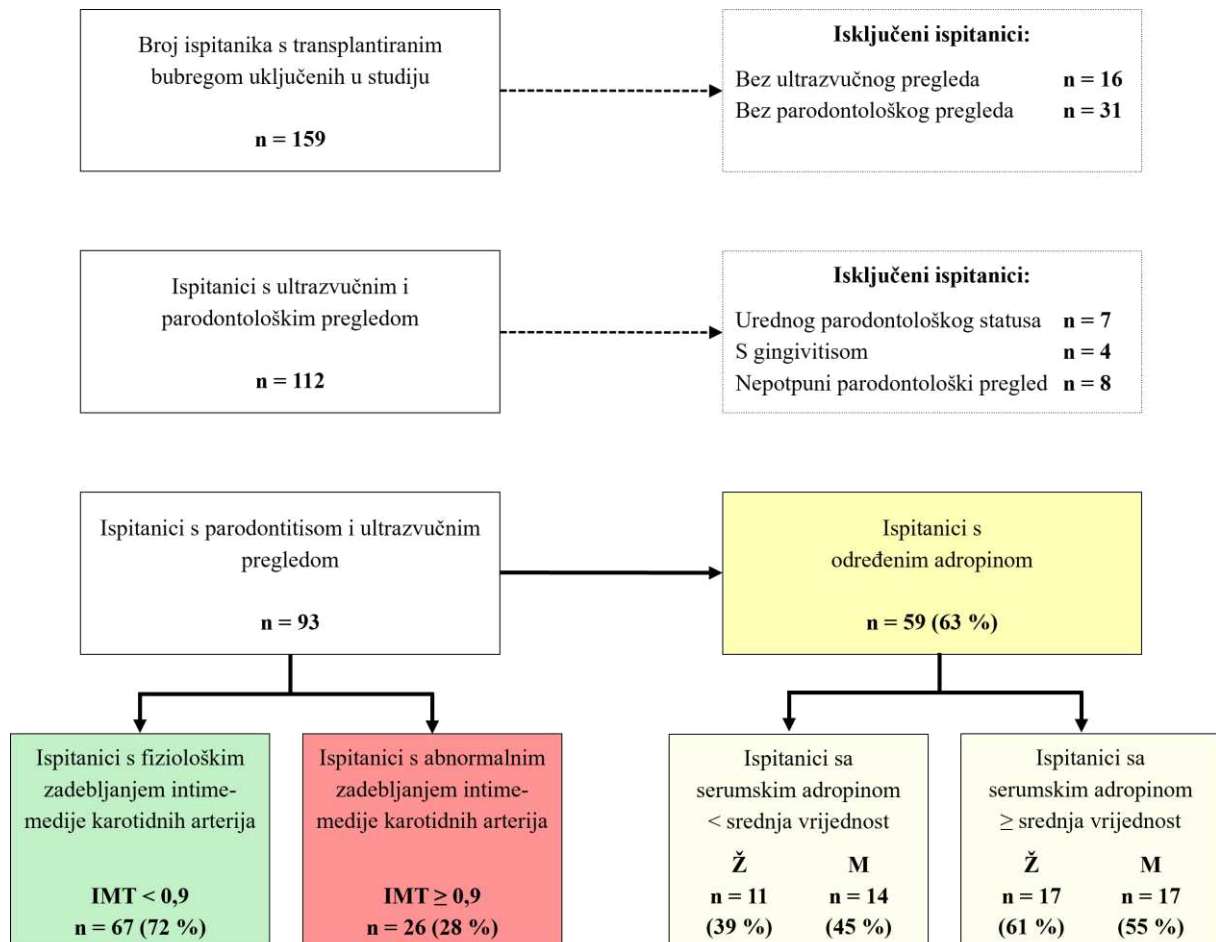 Broj ispitanika s transplantiranim
bubregom uključenih u studiju
n = 159
Isključeni ispitanici:
Bez ultrazvučnog pregleda n = 16
Bez parodontološkog pregleda n = 31
Ispitanici s ultrazvučnim i
parodontološkim pregledom
n = 112
Isključeni ispitanici:
Urednog parodontološkog statusa n = 7
S gingivitisom n = 4
Nepotpuni parodontološki pregled n = 8
Ispitanici s parodontitisom i ultrazvučnim
pregledom
n = 93
Ispitanici s
određenim adropinom
n = 59 (63 %)
Ispitanici s fiziološkim
zadebljanjem intime-
medije karotidnih arterija
IMT < 0,9
n = 67 (72 %)
Ispitanici s abnormalnim
zadebljanjem intime-
medije karotidnih arterija
IMT ≥ 0,9
n = 26 (28 %)
Ispitanici sa
serumskim adropinom
< srednja vrijednost
Ž M
n = 11 n = 14
(39 %) (45 %)
Ispitanici sa
serumskim adropinom
≥ srednja vrijednost
Ž M
n = 17 n = 17
(61 %) (55 %)